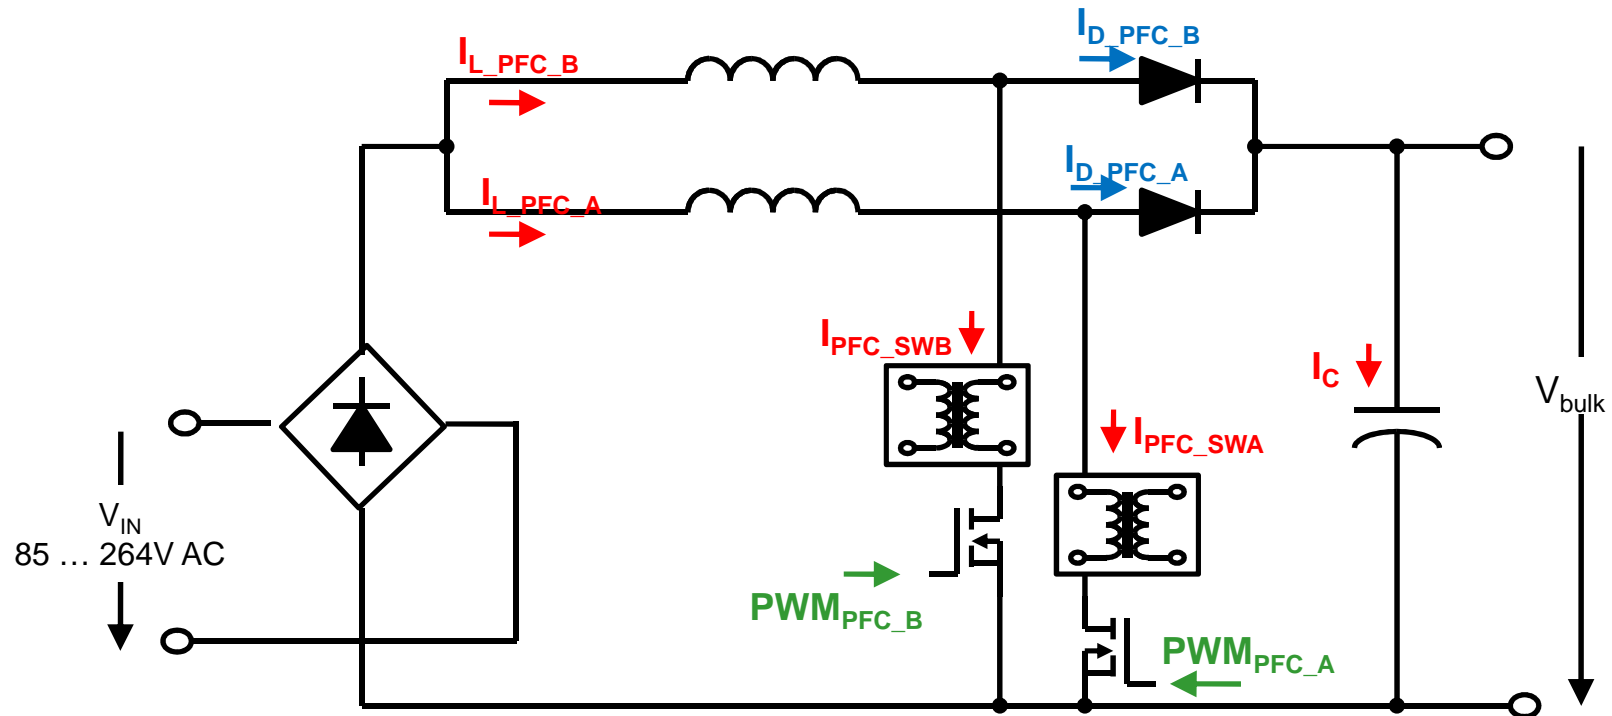 I_D_PFC_B
I_L_PFC_B
I_D_PFC_A
I_L_PFC_A
I_PFC_SWB
I_C
V_bulk
I_PFC_SWA
V_IN
85 … 264V AC
PWM_PFC_B
PWM_PFC_A